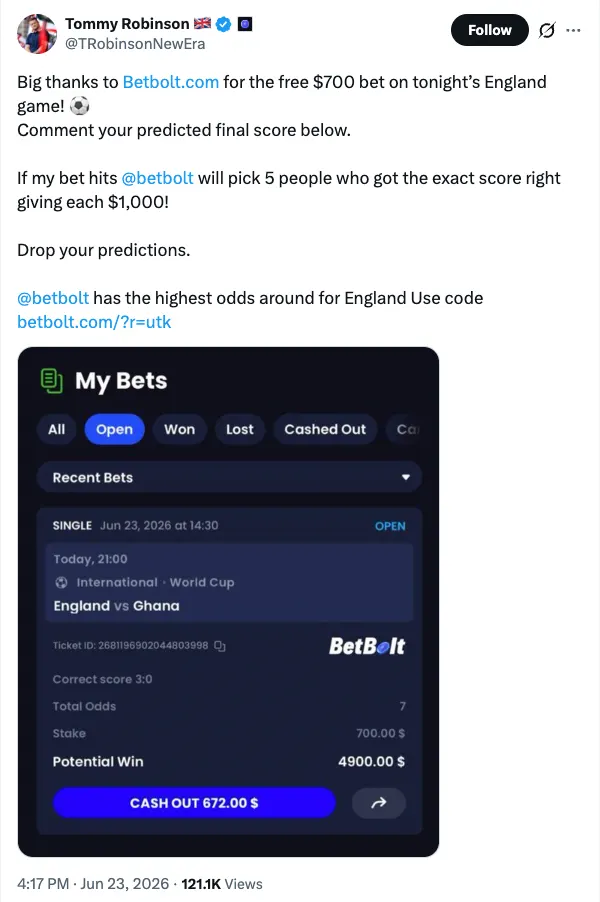 Tommy Robinson 🇬🇧
@TRobinsonNewEra
Follow
Big thanks to Betbolt.com for the free $700 bet on tonight’s England
game! ⚽
Comment your predicted final score below.
If my bet hits @betbolt will pick 5 people who got the exact score right
giving each $1,000!
Drop your predictions.
@betbolt has the highest odds around for England Use code
betbolt.com/?r=utk
My Bets
All Open Won Lost Cashed Out
Recent Bets
SINGLE Jun 23, 2026 at 14:30 OPEN
Today, 21:00
International · World Cup
England vs Ghana
Ticket ID: 2681196902044803998
BetBolt
Correct score 3:0
Total Odds 7
Stake 700.00 $
Potential Win 4900.00 $
CASH OUT 672.00 $
4:17 PM · Jun 23, 2026 · 121.1K Views